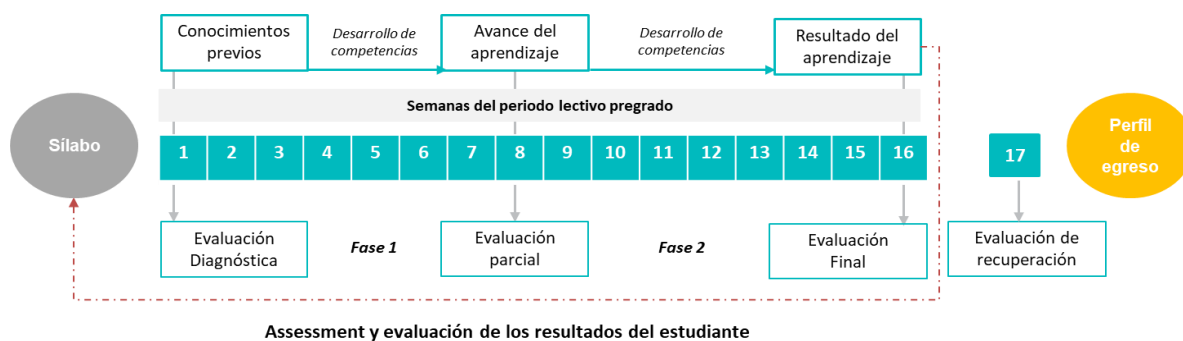 Conocimientos
previos
Desarrollo de
competencias
Avance del
aprendizaje
Desarrollo de
competencias
Resultado del
aprendizaje
Semanas del periodo lectivo pregrado
Sílabo
1 2 3 4 5 6 7 8 9 10 11 12 13 14 15 16
17
Perfil
de
egreso
Evaluación
Diagnóstica
Fase 1
Evaluación
parcial
Fase 2
Evaluación
Final
Evaluación de
recuperación
Assessment y evaluación de los resultados del estudiante